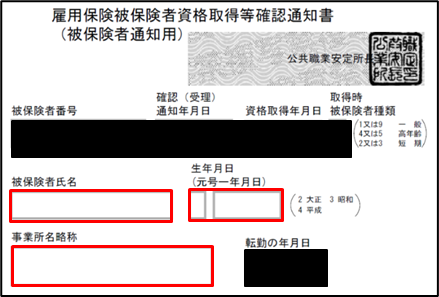 雇用保険被保険者資格取得等確認通知書
（被保険者通知用）
公共職業安定所長
被保険者番号
確認（受理）
通知年月日
資格取得年月日
取得時
被保険者種類
1又は9 一般
4又は5 高年齢
2又は3 短期
被保険者氏名
生年月日
（元号ー年月日）
2 大正 3 昭和
4 平成
事業所名略称
転勤の年月日